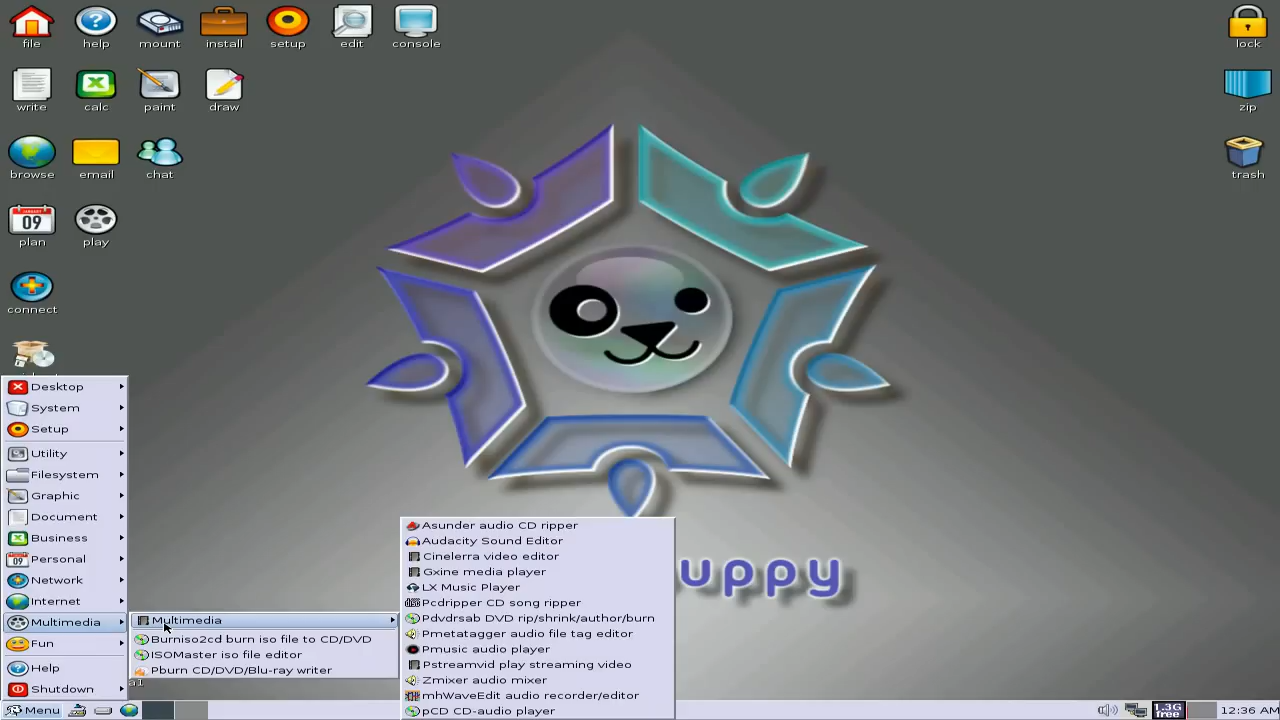 file
help
mount
install
setup
edit
console
lock
write
calc
paint
draw
zip
browse
email
chat
trash
plan
play
connect
JANUARY
09
Desktop
System
Setup
Utility
Filesystem
Graphic
Document
Business
Personal
Network
Internet
Multimedia
Fun
Help
Shutdown
Multimedia
Burniso2cd burn iso file to CD/DVD
ISOMaster iso file editor
Pburn CD/DVD/Blu-ray writer
Asunder audio CD ripper
Audacity Sound Editor
Cinelerra video editor
Gxine media player
LX Music Player
Pcdripper CD song ripper
Pdvdrsab DVD rip/shrink/author/burn
Pmetatagger audio file tag editor
Pmusic audio player
Pstreamvid play streaming video
Zmixer audio mixer
mhWaveEdit audio recorder/editor
pCD CD-audio player
uppy
Menu
1.3G
free
12:36 AM